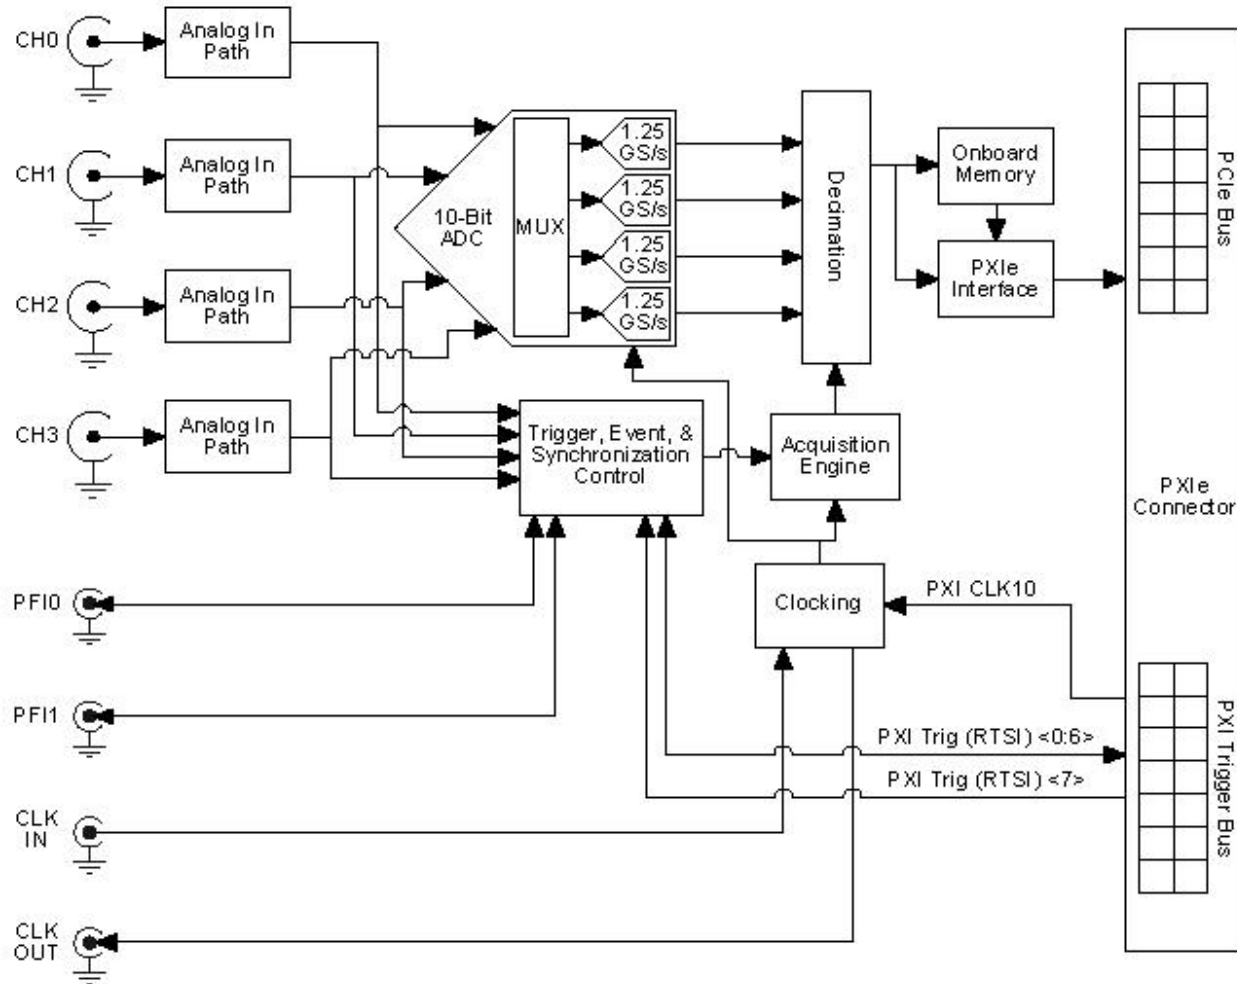 CH0
Analog In
Path
CH1
Analog In
Path
CH2
Analog In
Path
CH3
Analog In
Path
10-Bit
ADC
MUX
1.25
GS/s
1.25
GS/s
1.25
GS/s
1.25
GS/s
Decimation
Onboard
Memory
PXIe
Interface
PCIe Bus
Trigger, Event, &
Synchronization
Control
Acquisition
Engine
PXIe
Connector
Clocking
PXI CLK10
PFI0
PFI1
PXI Trig (RTSI) <0:6>
PXI Trig (RTSI) <7>
PXI Trigger Bus
CLK
IN
CLK
OUT